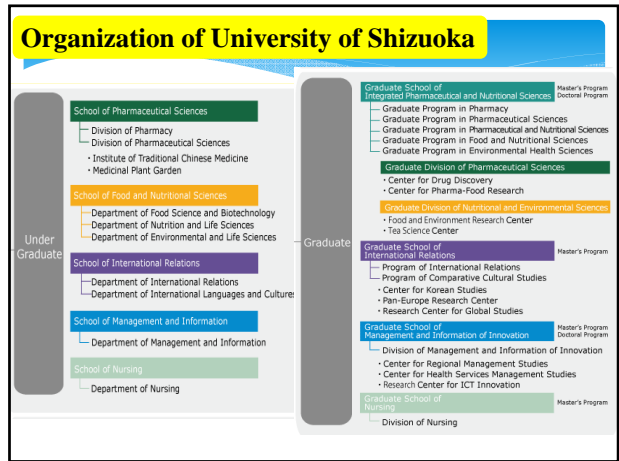 Organization of University of Shizuoka
Under
Graduate
School of Pharmaceutical Sciences
Division of Pharmacy
Division of Pharmaceutical Sciences
・Institute of Traditional Chinese Medicine
・Medicinal Plant Garden
School of Food and Nutritional Sciences
Department of Food Science and Biotechnology
Department of Nutrition and Life Sciences
Department of Environmental and Life Sciences
School of International Relations
Department of International Relations
Department of International Languages and Cultures
School of Management and Information
Department of Management and Information
School of Nursing
Department of Nursing
Graduate
Graduate School of
Integrated Pharmaceutical and Nutritional Sciences
Master's Program
Doctoral Program
Graduate Program in Pharmacy
Graduate Program in Pharmaceutical Sciences
Graduate Program in Pharmaceutical and Nutritional Sciences
Graduate Program in Food and Nutritional Sciences
Graduate Program in Environmental Health Sciences
Graduate Division of Pharmaceutical Sciences
・Center for Drug Discovery
・Center for Pharma-Food Research
Graduate Division of Nutritional and Environmental Sciences
・Food and Environment Research Center
・Tea Science Center
Graduate School of
International Relations
Master's Program
Program of International Relations
Program of Comparative Cultural Studies
・Center for Korean Studies
・Pan-Europe Research Center
・Research Center for Global Studies
Graduate School of
Management and Information of Innovation
Master's Program
Doctoral Program
Division of Management and Information of Innovation
・Center for Regional Management Studies
・Center for Health Services Management Studies
・Research Center for ICT Innovation
Graduate School of
Nursing
Master's Program
Division of Nursing